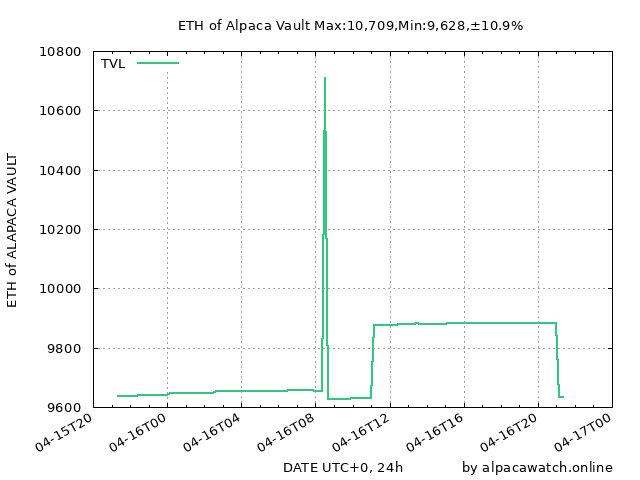 ETH of Alpaca Vault Max:10,709,Min:9,628,±10.9%
10800
TVL
10600
10400
10200
10000
9800
9600
ETH of ALAPACA VAULT
04-15T20
04-16T00
04-16T04
04-16T08
04-16T12
04-16T16
04-16T20
04-17T00
DATE UTC+0, 24h
by alpacawatch.online